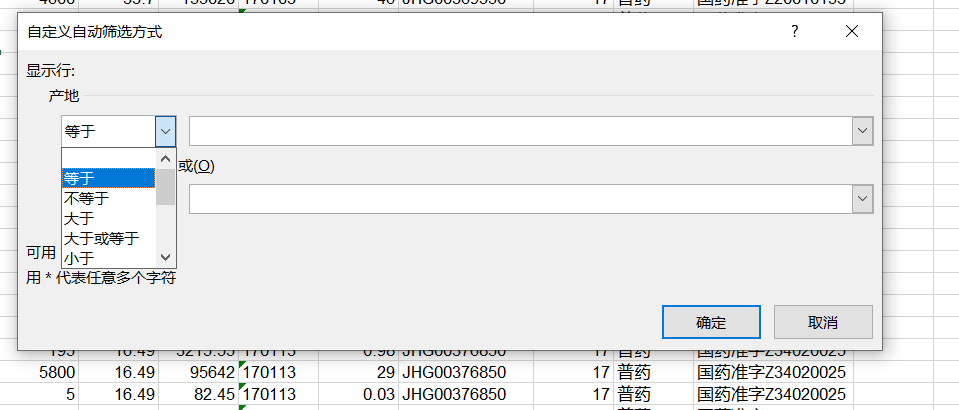 自定义自动筛选方式 ?
显示行:
产地
等于
等于
不等于
大于
大于或等于
小于
或(O)
可用
用 * 代表任意多个字符
确定 取消
16.49 170113 JHG00376850 17 普药 国药准字Z34020025
5800 16.49 95642 170113 29 JHG00376850 17 普药 国药准字Z34020025
5 16.49 82.45 170113 0.03 JHG00376850 17 普药 国药准字Z34020025